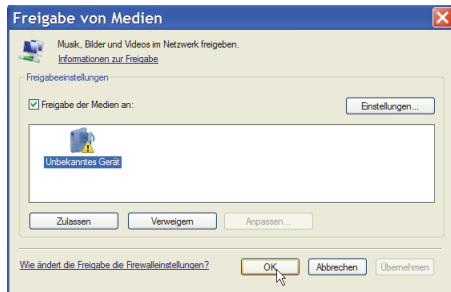 Freigabe von Medien
Musik, Bilder und Videos im Netzwerk freigeben.
Informationen zur Freigabe
Freigabeeinstellungen
Freigabe der Medien an:
Einstellungen...
Unbekanntes Gerät
Zulassen
Verweigern
Anpassen...
Wie ändert die Freigabe die Firewalleinstellungen?
OK
Abbrechen
Übernehmen